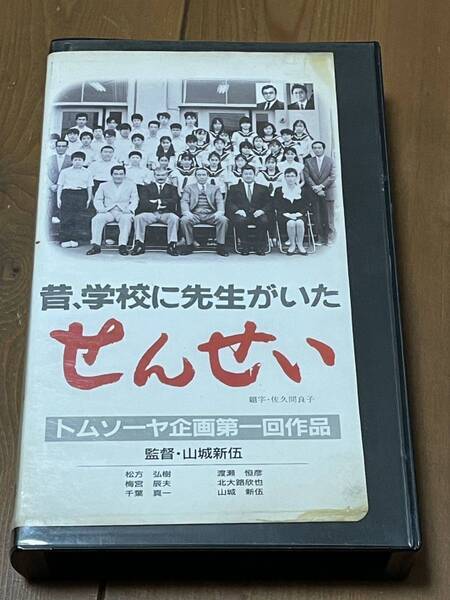 昔、学校に先生がいた
せんせい
題字・佐久間良子
トムソーヤ企画第一回作品
監督・山城新伍
松方 弘樹 渡瀬 恒彦
梅宮 辰夫 北大路欣也
千葉 真一 山城 新伍